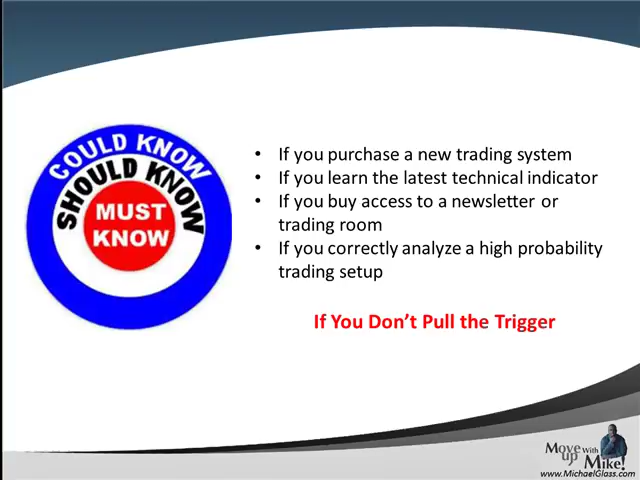 COULD KNOW
SHOULD KNOW
MUST
KNOW
• If you purchase a new trading system
• If you learn the latest technical indicator
• If you buy access to a newsletter or
trading room
• If you correctly analyze a high probability
trading setup
If You Don't Pull the Trigger
Move up With Mike!
www.MichaelGlass.com